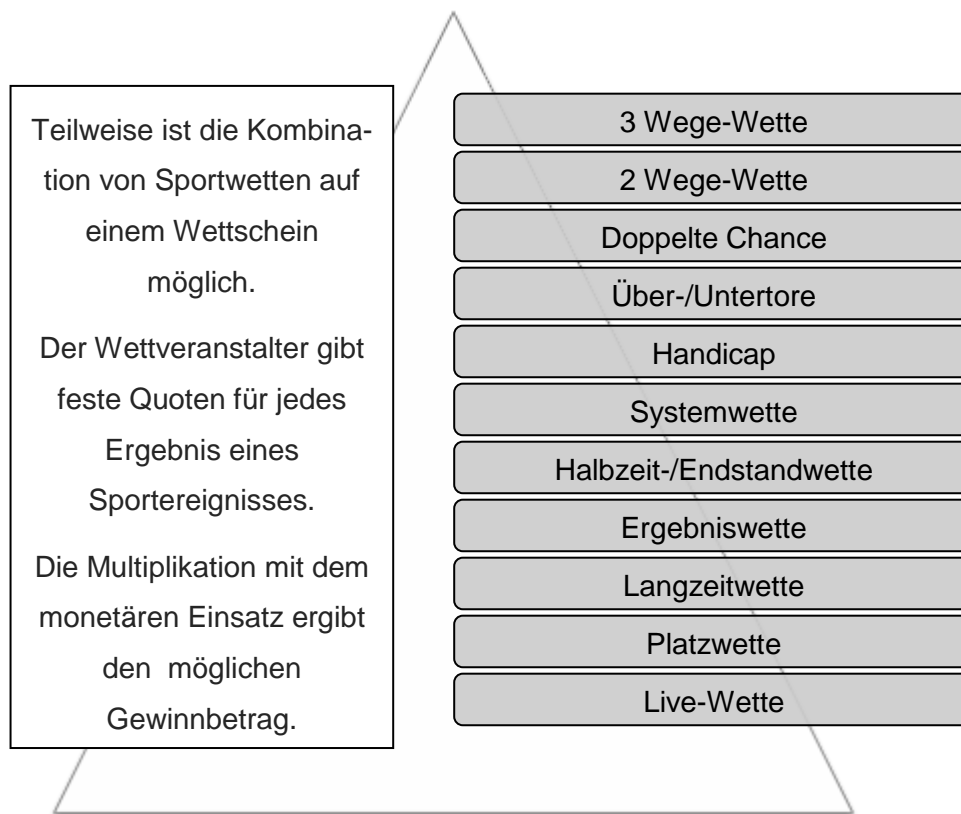 Teilweise ist die Kombina-
tion von Sportwetten auf
einem Wettschein
möglich.
Der Wettveranstalter gibt
feste Quoten für jedes
Ergebnis eines
Sportereignisses.
Die Multiplikation mit dem
monetären Einsatz ergibt
den möglichen
Gewinnbetrag.
3 Wege-Wette
2 Wege-Wette
Doppelte Chance
Über-/Untertore
Handicap
Systemwette
Halbzeit-/Endstandwette
Ergebniswette
Langzeitwette
Platzwette
Live-Wette